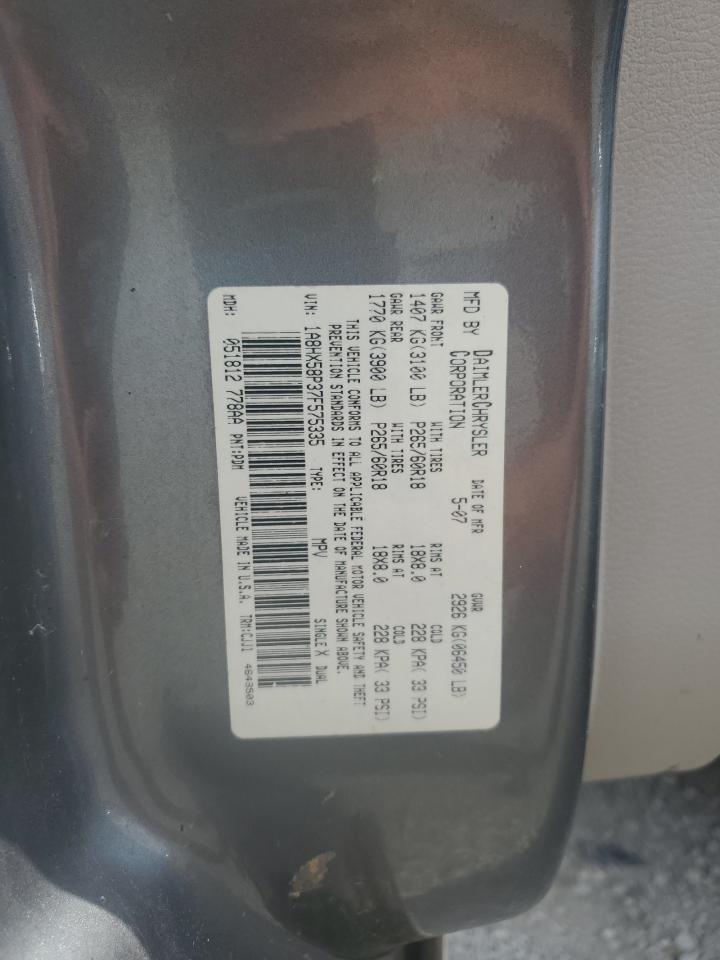 MFD BY DAIMLERCHRYSLER CORPORATION DATE OF MFR 5-07 GVWR 2926 KG(06450 LB)
GAWR FRONT WITH TIRES RIMS AT COLD
1407 KG(3100 LB) P265/60R18 18X8.0 228 KPA( 33 PSI)
GAWR REAR WITH TIRES RIMS AT COLD
1770 KG(3900 LB) P265/60R18 18X8.0 228 KPA( 33 PSI)
THIS VEHICLE CONFORMS TO ALL APPLICABLE FEDERAL MOTOR VEHICLE SAFETY AND THEFT
PREVENTION STANDARDS IN EFFECT ON THE DATE OF MANUFACTURE SHOWN ABOVE.
VIN: 1A8HX58P37F575335 TYPE: MPV SINGLE X DUAL
MDH: 051812 778AA PNT:PDM VEHICLE MADE IN U.S.A. TRM:CJJ1 4643503